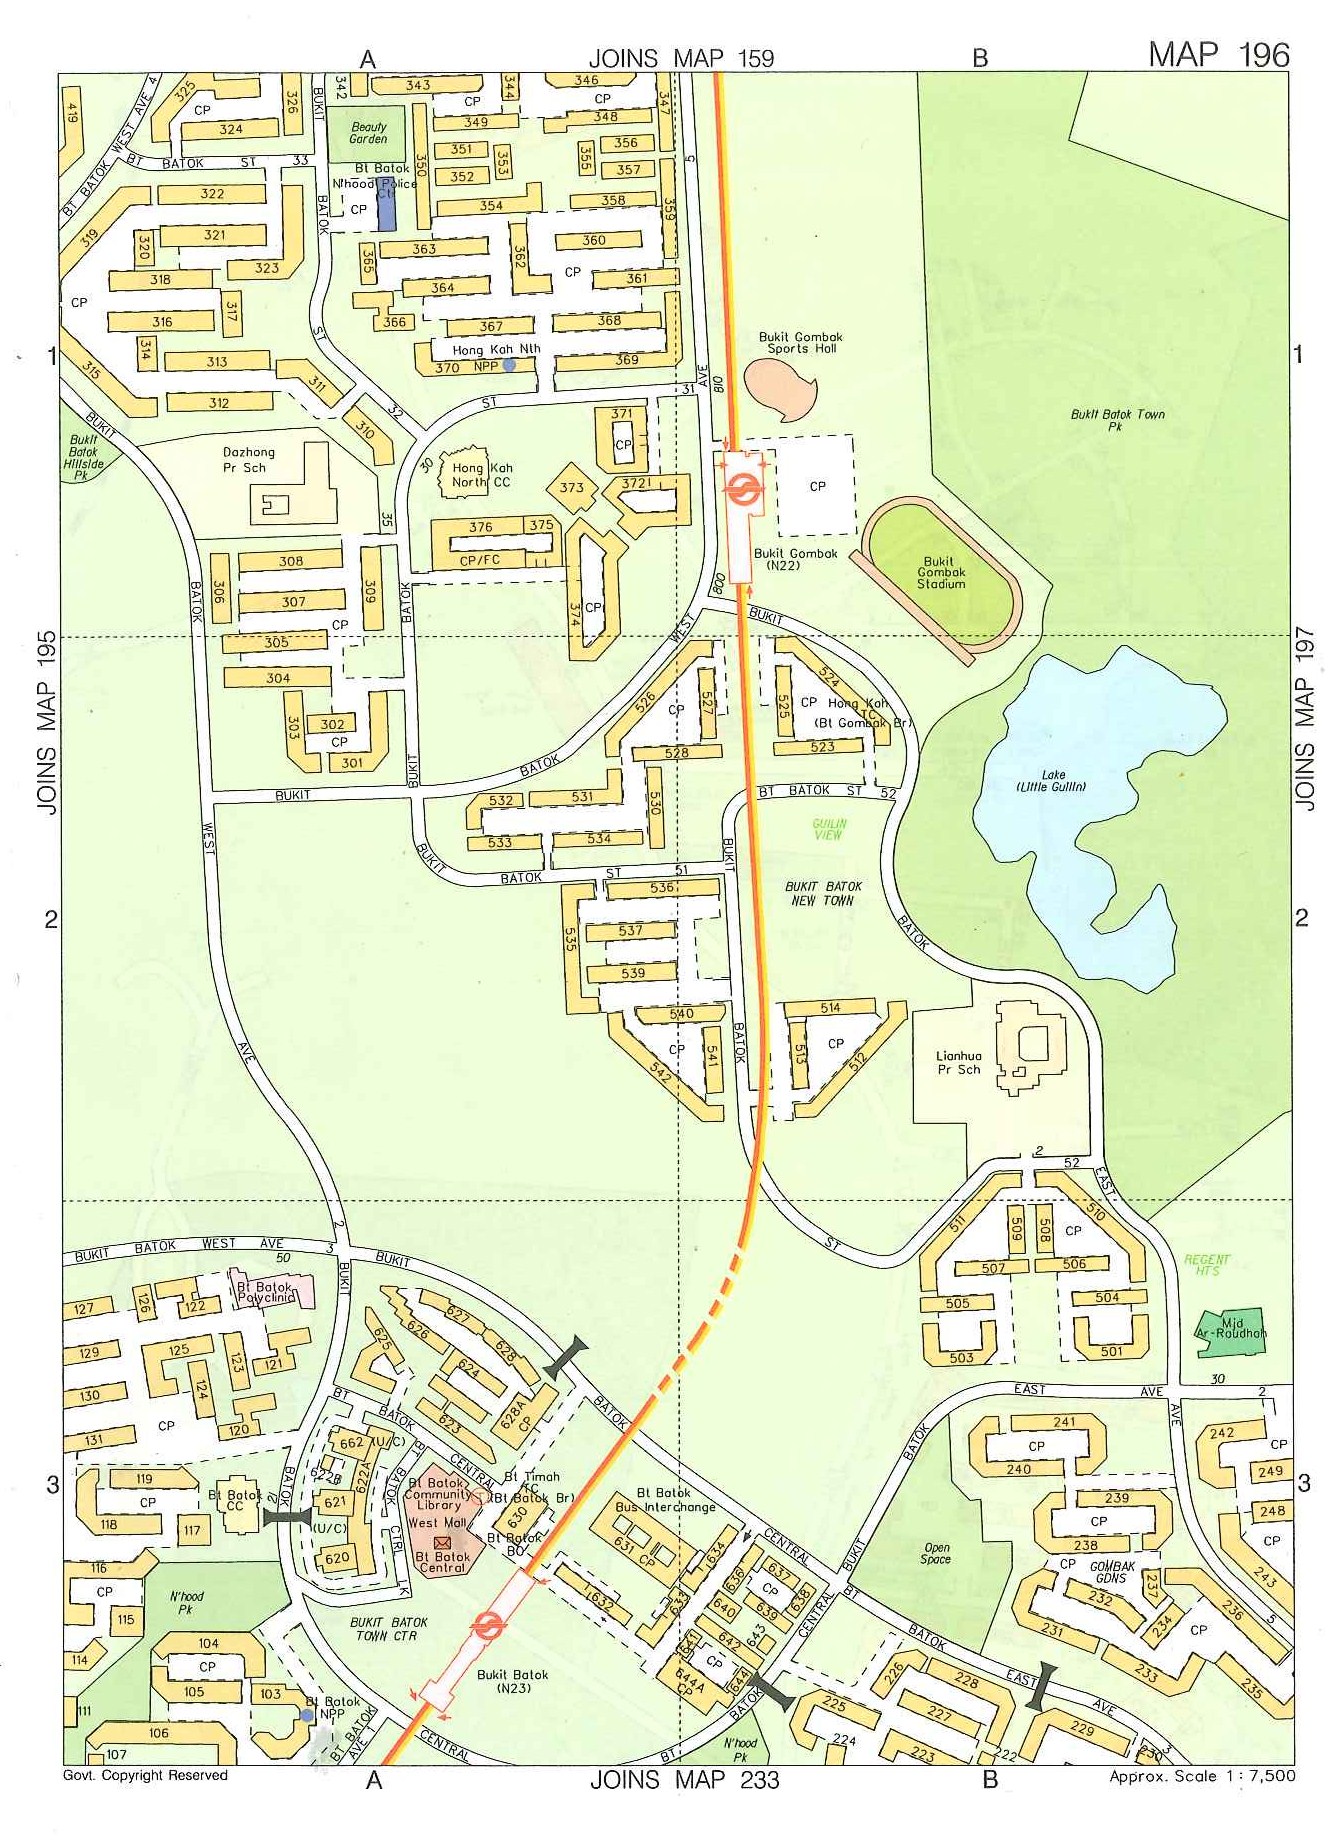 A
JOINS MAP 159
B
MAP 196
419
BT BATOK WEST AVE 4
325
CP
324
326
BUKIT
342
343
CP
344
346
CP
347
Beauty
Garden
349
348
351
353
352
350
355
356
357
5
BT BATOK ST 33
Bt Batok
N'hood Police
Ctr
CP
354
358
359
322
319
320
321
323
318
CP
317
316
314
313
315
312
311
310
BATOK
ST
32
365
363
362
360
CP
364
361
366
367
368
Hong Kah Nth
370 NPP
369
ST
31
AVE
810
Bukit Gombak
Sports Hall
1
1
Bukit Batok Town
Pk
BUKIT
Bukit
Batok
Hillside
Pk
Dazhong
Pr Sch
30
Hong Kah
North CC
371
CP
373
372
376
375
CP/FC
374
CP
35
CP
Bukit Gombak
(N22)
Bukit
Gombak
Stadium
800
BUKIT
306
308
307
309
CP
305
304
303
302
CP
301
BATOK
BATOK
WEST
JOINS MAP 195
JOINS MAP 197
526
CP
527
528
525
CP
524
Hong Kah
TC
(Bt Gombak Br)
523
Lake
(Little Guilin)
BUKIT
BUKIT
BATOK
532
531
530
533
534
BT BATOK ST 52
GUILIN
VIEW
BUKIT BATOK
NEW TOWN
WEST
BUKIT
BATOK
ST
51
BUKIT
536
535
537
539
540
CP
541
542
BATOK
2
2
BATOK
514
513
CP
512
Lianhua
Pr Sch
AVE
2
52
EAST
ST
511
509
508
CP
510
507
506
505
504
503
501
REGENT
HTS
Mjd
Ar-Raudhah
2
3
BUKIT BATOK WEST AVE
50
BUKIT
BUKIT
Bt Batok
Polyclinic
127
126
122
129
125
123
121
124
130
CP
120
131
627
626
625
628
624
623
628A
CP
BATOK
30
EAST AVE 2
BT
BATOK
CENTRAL
662 (U/C)
622B
622A
621
(U/C)
620
BT
BATOK
CTRL
K
Bt Batok
Community
Library
West Mall
Bt Batok
Central
Bt Timah
TC
(Bt Batok Br)
630
Bt Batok
BO
Bt Batok
Bus Interchange
631 CP
632
633
634
636
637
CP
638
639
640
641
642
643
CP
644
644A
CP
CENTRAL
BUKIT
BATOK
CENTRAL
3
3
119
CP
118
117
Bt Batok
CC
21
BATOK
116
CP
115
114
111
N'hood
Pk
104
CP
105
103
106
107
Bt Batok
NPP
BUKIT BATOK
TOWN CTR
Bukit Batok
(N23)
BT BATOK
AVE 1
CENTRAL
BT
BATOK
N'hood
Pk
Open
Space
241
CP
240
239
CP
238
CP
GOMBAK
GDNS
237
232
231
234
CP
236
233
235
242
CP
249
248
CP
243
AVE
5
BT
BATOK
EAST
AVE
3
226
228
225
227
224
223
222
229
230
Govt. Copyright Reserved
A
JOINS MAP 233
B
Approx. Scale 1 : 7,500